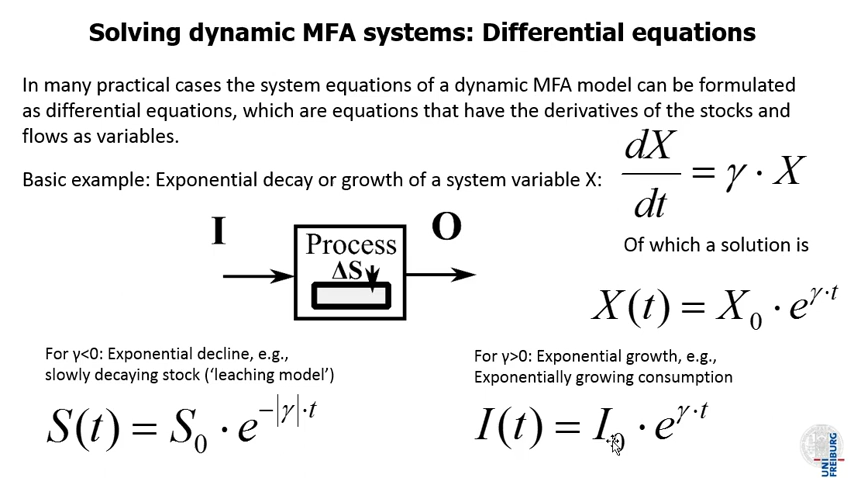 Solving dynamic MFA systems: Differential equations
In many practical cases the system equations of a dynamic MFA model can be formulated
as differential equations, which are equations that have the derivatives of the stocks and
flows as variables.
Basic example: Exponential decay or growth of a system variable X:
dX/dt = γ · X
Of which a solution is
X(t) = X₀ · e^{γ·t}
I
O
Process
ΔS
For γ<0: Exponential decline, e.g.,
slowly decaying stock (‘leaching model’)
S(t) = S₀ · e^{−|γ|·t}
For γ>0: Exponential growth, e.g.,
Exponentially growing consumption
I(t) = I₀ · e^{γ·t}
UNI
FREIBURG